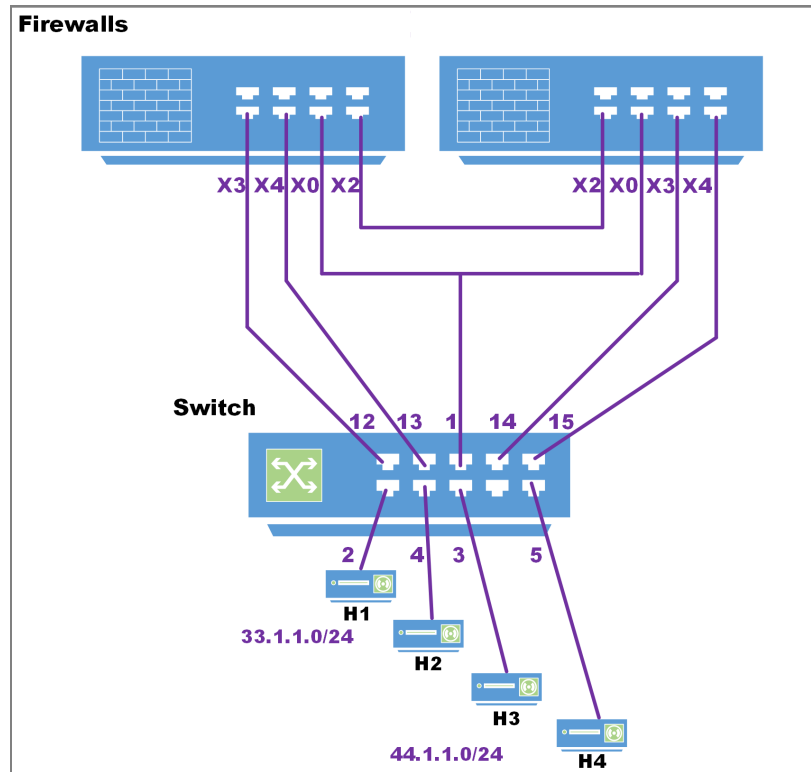 Firewalls
X3 X4 X0 X2
X2 X0 X3 X4
Switch
12 13 1 14 15
2 4 3 5
H1
33.1.1.0/24
H2
H3
44.1.1.0/24
H4